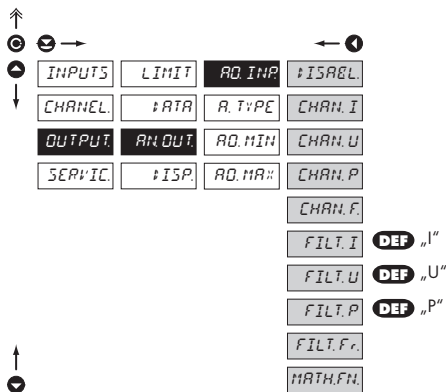 INPUTS LIMIT AO. INP. DISABL.
CHANEL. DATA A. TYPE CHAN. I
OUTPUT. AN.OUT. AO. MIN CHAN. U
SERVIC. DISP. AO. MAX CHAN. P
CHAN. F.
FILT. I DEF „I“
FILT. U DEF „U“
FILT. P DEF „P“
FILT. Fr.
MATH.FN.